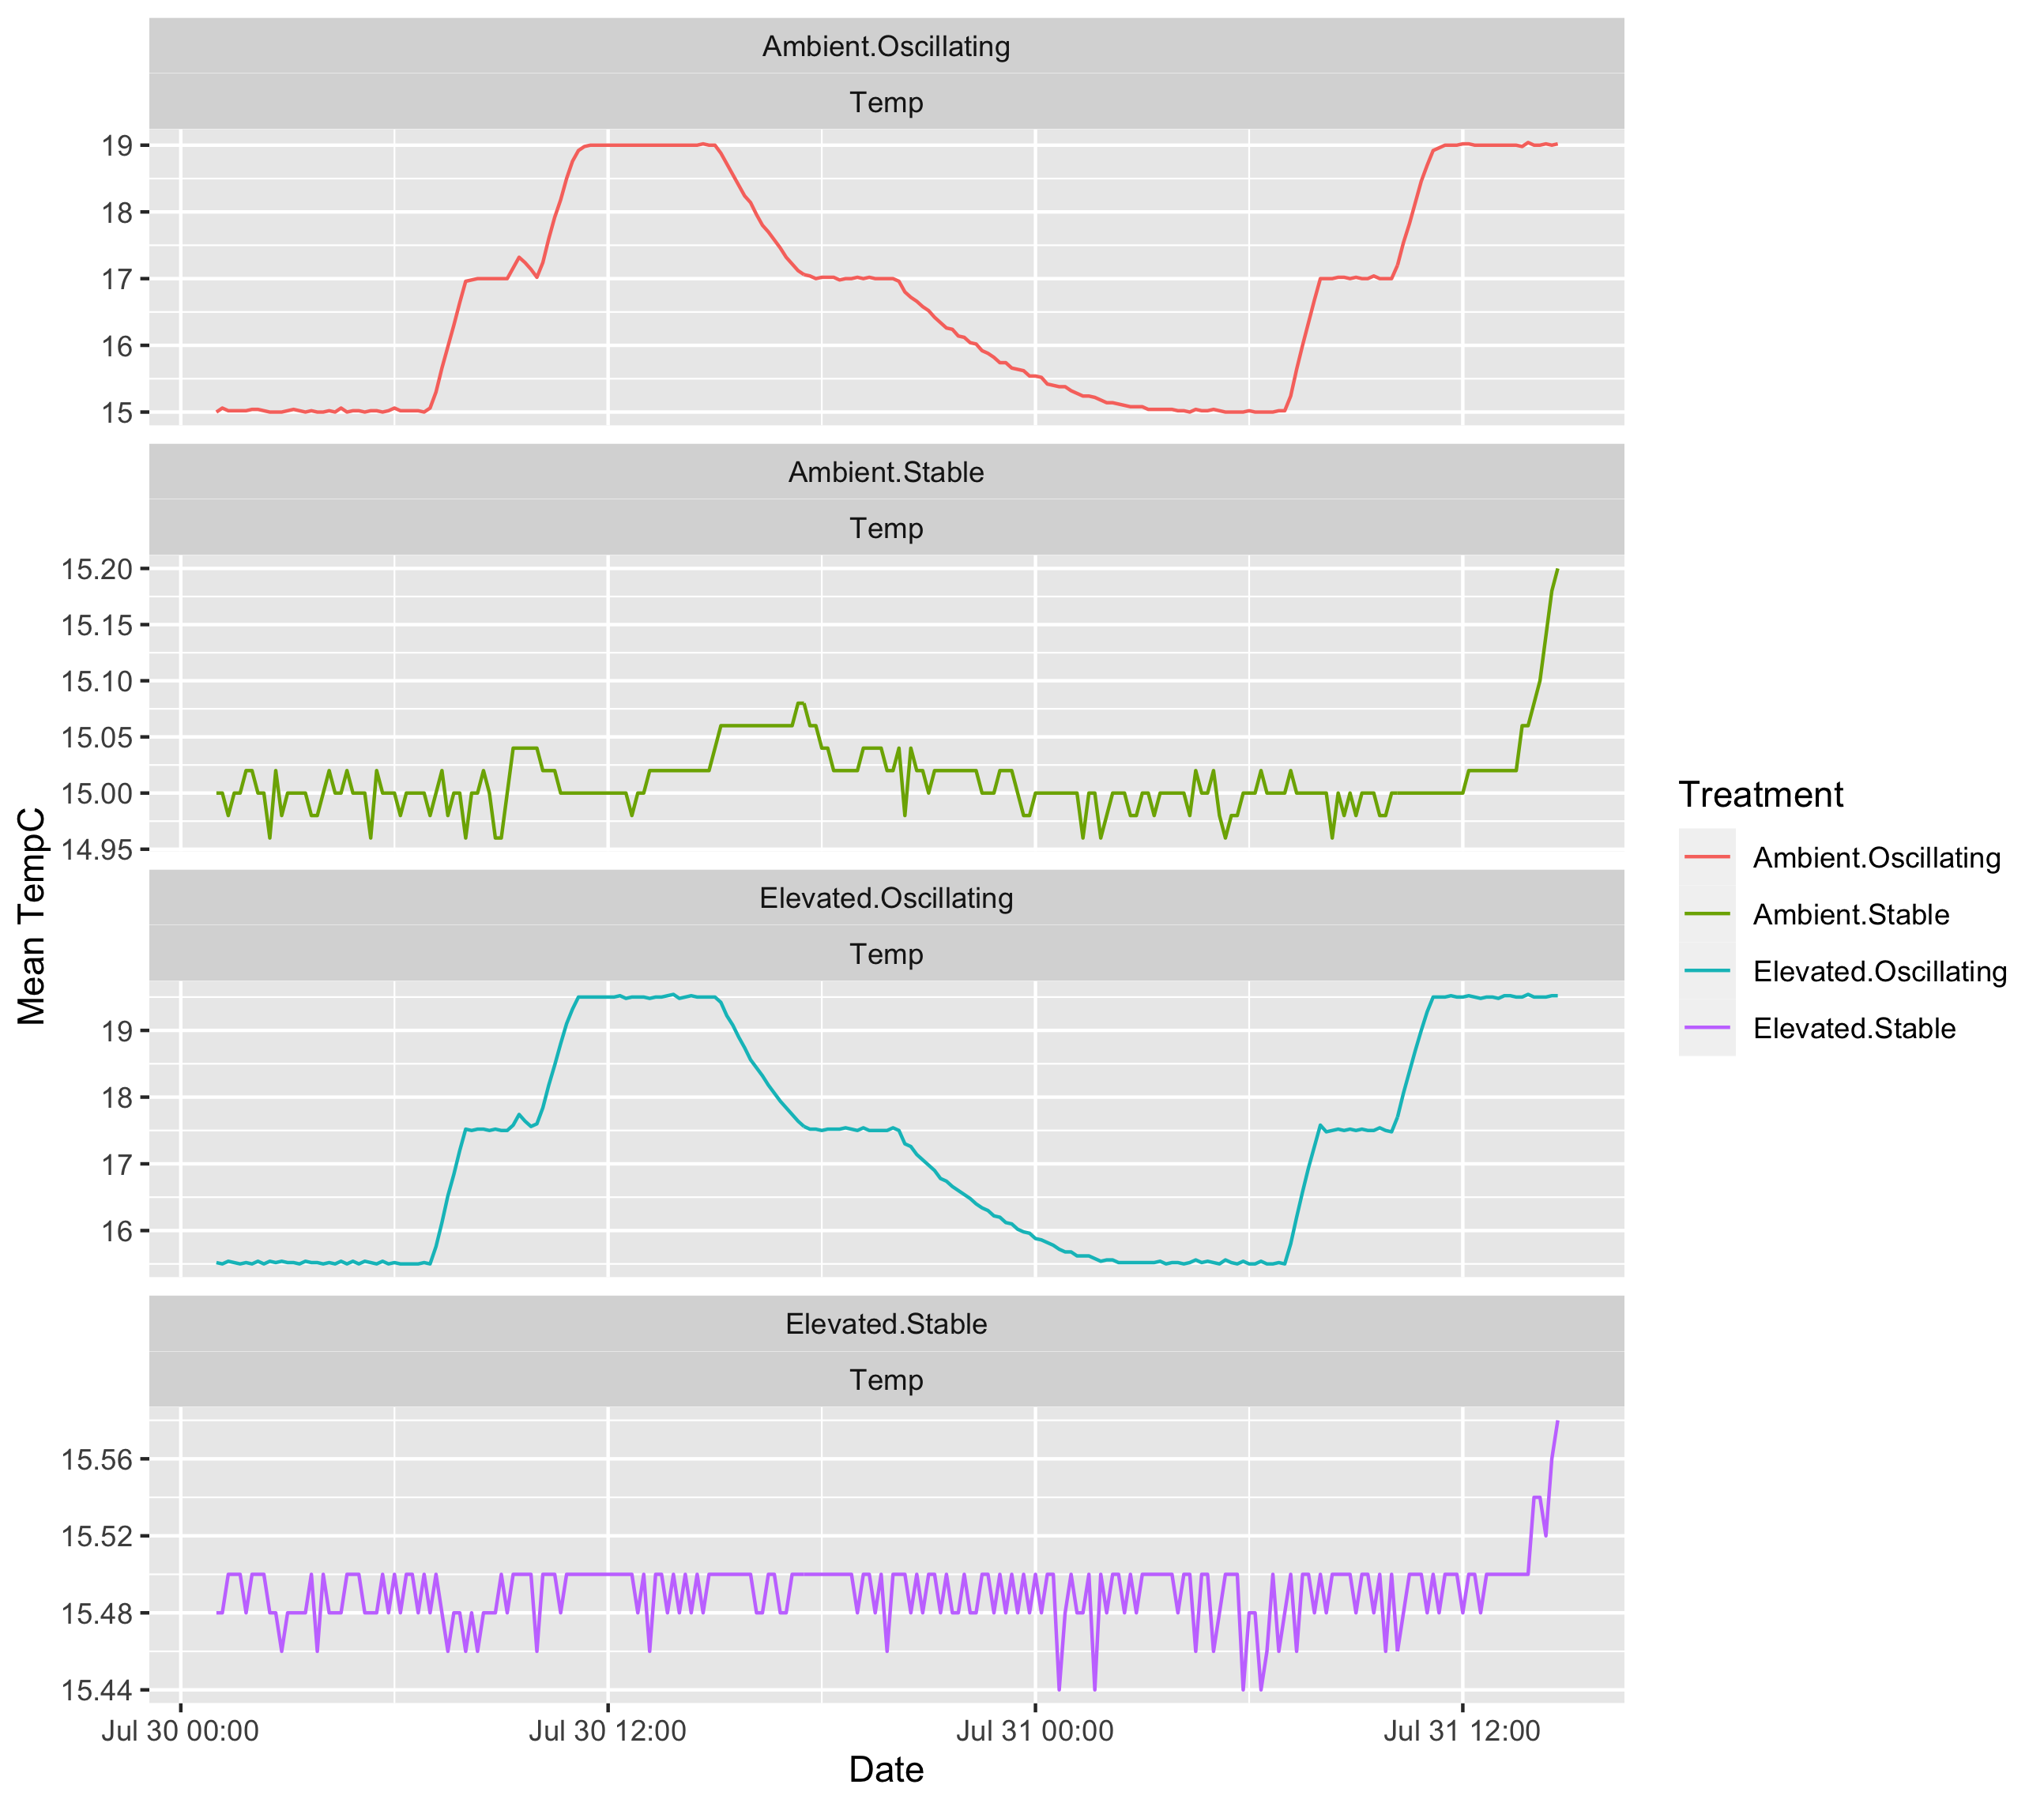 Ambient.Oscillating
Temp
19
18
17
16
15
Ambient.Stable
Temp
15.20
15.15
15.10
15.05
15.00
14.95
Elevated.Oscillating
Temp
19
18
17
16
Elevated.Stable
Temp
15.56
15.52
15.48
15.44
Jul 30 00:00 Jul 30 12:00 Jul 31 00:00 Jul 31 12:00
Date
Mean TempC
Treatment
Ambient.Oscillating
Ambient.Stable
Elevated.Oscillating
Elevated.Stable